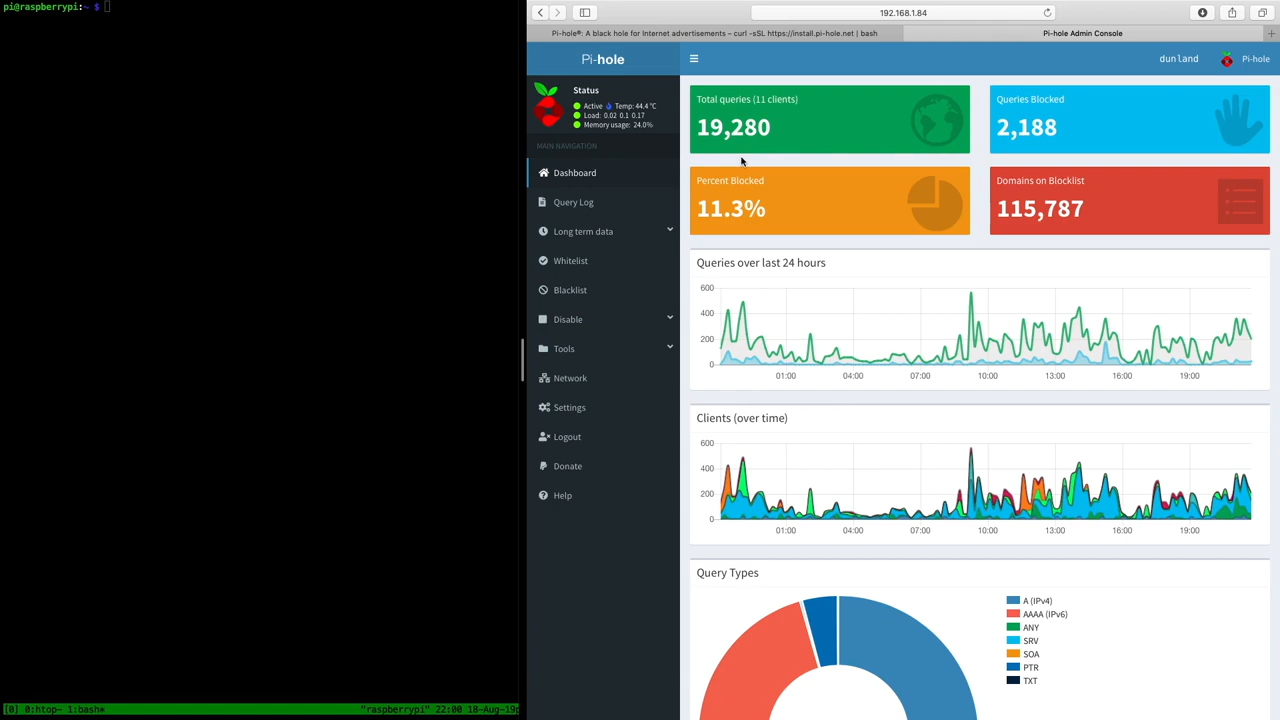 pi@raspberrypi:~ $
[0] 0:htop- 1:bash*
"raspberrypi" 22:00 18-Aug-19
192.168.1.84
Pi-hole®: A black hole for Internet advertisements – curl -sSL https://install.pi-hole.net | bash
Pi-hole Admin Console
Pi-hole
dunland
Pi-hole
Status
Active Temp: 44.4 °C
Load: 0.02 0.1 0.17
Memory usage: 24.0%
MAIN NAVIGATION
Dashboard
Query Log
Long term data
Whitelist
Blacklist
Disable
Tools
Network
Settings
Logout
Donate
Help
Total queries (11 clients)
19,280
Queries Blocked
2,188
Percent Blocked
11.3%
Domains on Blocklist
115,787
Queries over last 24 hours
600
400
200
0
01:00 04:00 07:00 10:00 13:00 16:00 19:00
Clients (over time)
600
400
200
0
01:00 04:00 07:00 10:00 13:00 16:00 19:00
Query Types
A (IPv4)
AAAA (IPv6)
ANY
SRV
SOA
PTR
TXT